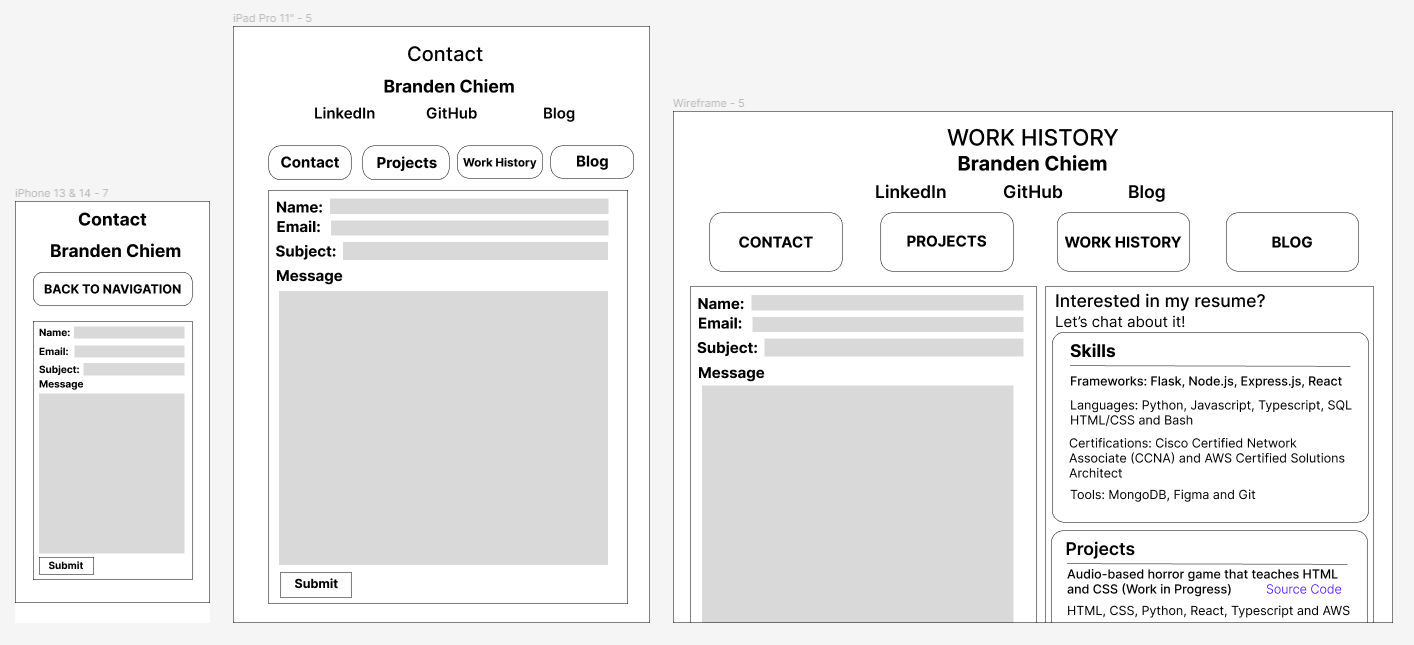 iPhone 13 & 14 - 7
Contact
Branden Chiem
BACK TO NAVIGATION
Name:
Email:
Subject:
Message
Submit
iPad Pro 11" - 5
Contact
Branden Chiem
LinkedIn GitHub Blog
Contact Projects Work History Blog
Name:
Email:
Subject:
Message
Submit
Wireframe - 5
WORK HISTORY
Branden Chiem
LinkedIn GitHub Blog
CONTACT PROJECTS WORK HISTORY BLOG
Name:
Email:
Subject:
Message
Interested in my resume?
Let's chat about it!
Skills
Frameworks: Flask, Node.js, Express.js, React
Languages: Python, Javascript, Typescript, SQL
HTML/CSS and Bash
Certifications: Cisco Certified Network
Associate (CCNA) and AWS Certified Solutions
Architect
Tools: MongoDB, Figma and Git
Projects
Audio-based horror game that teaches HTML
and CSS (Work in Progress) Source Code
HTML, CSS, Python, React, Typescript and AWS